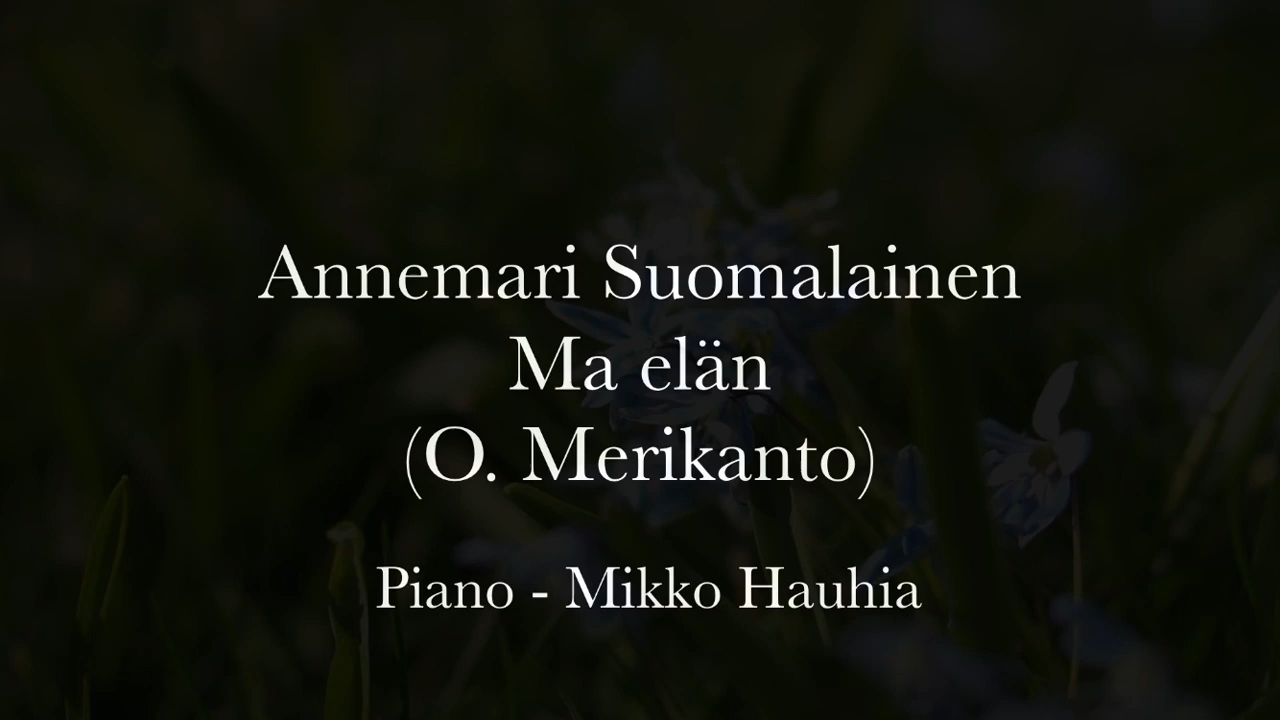 Annemari Suomalainen
Ma elän
(O. Merikanto)
Piano - Mikko Hauhia